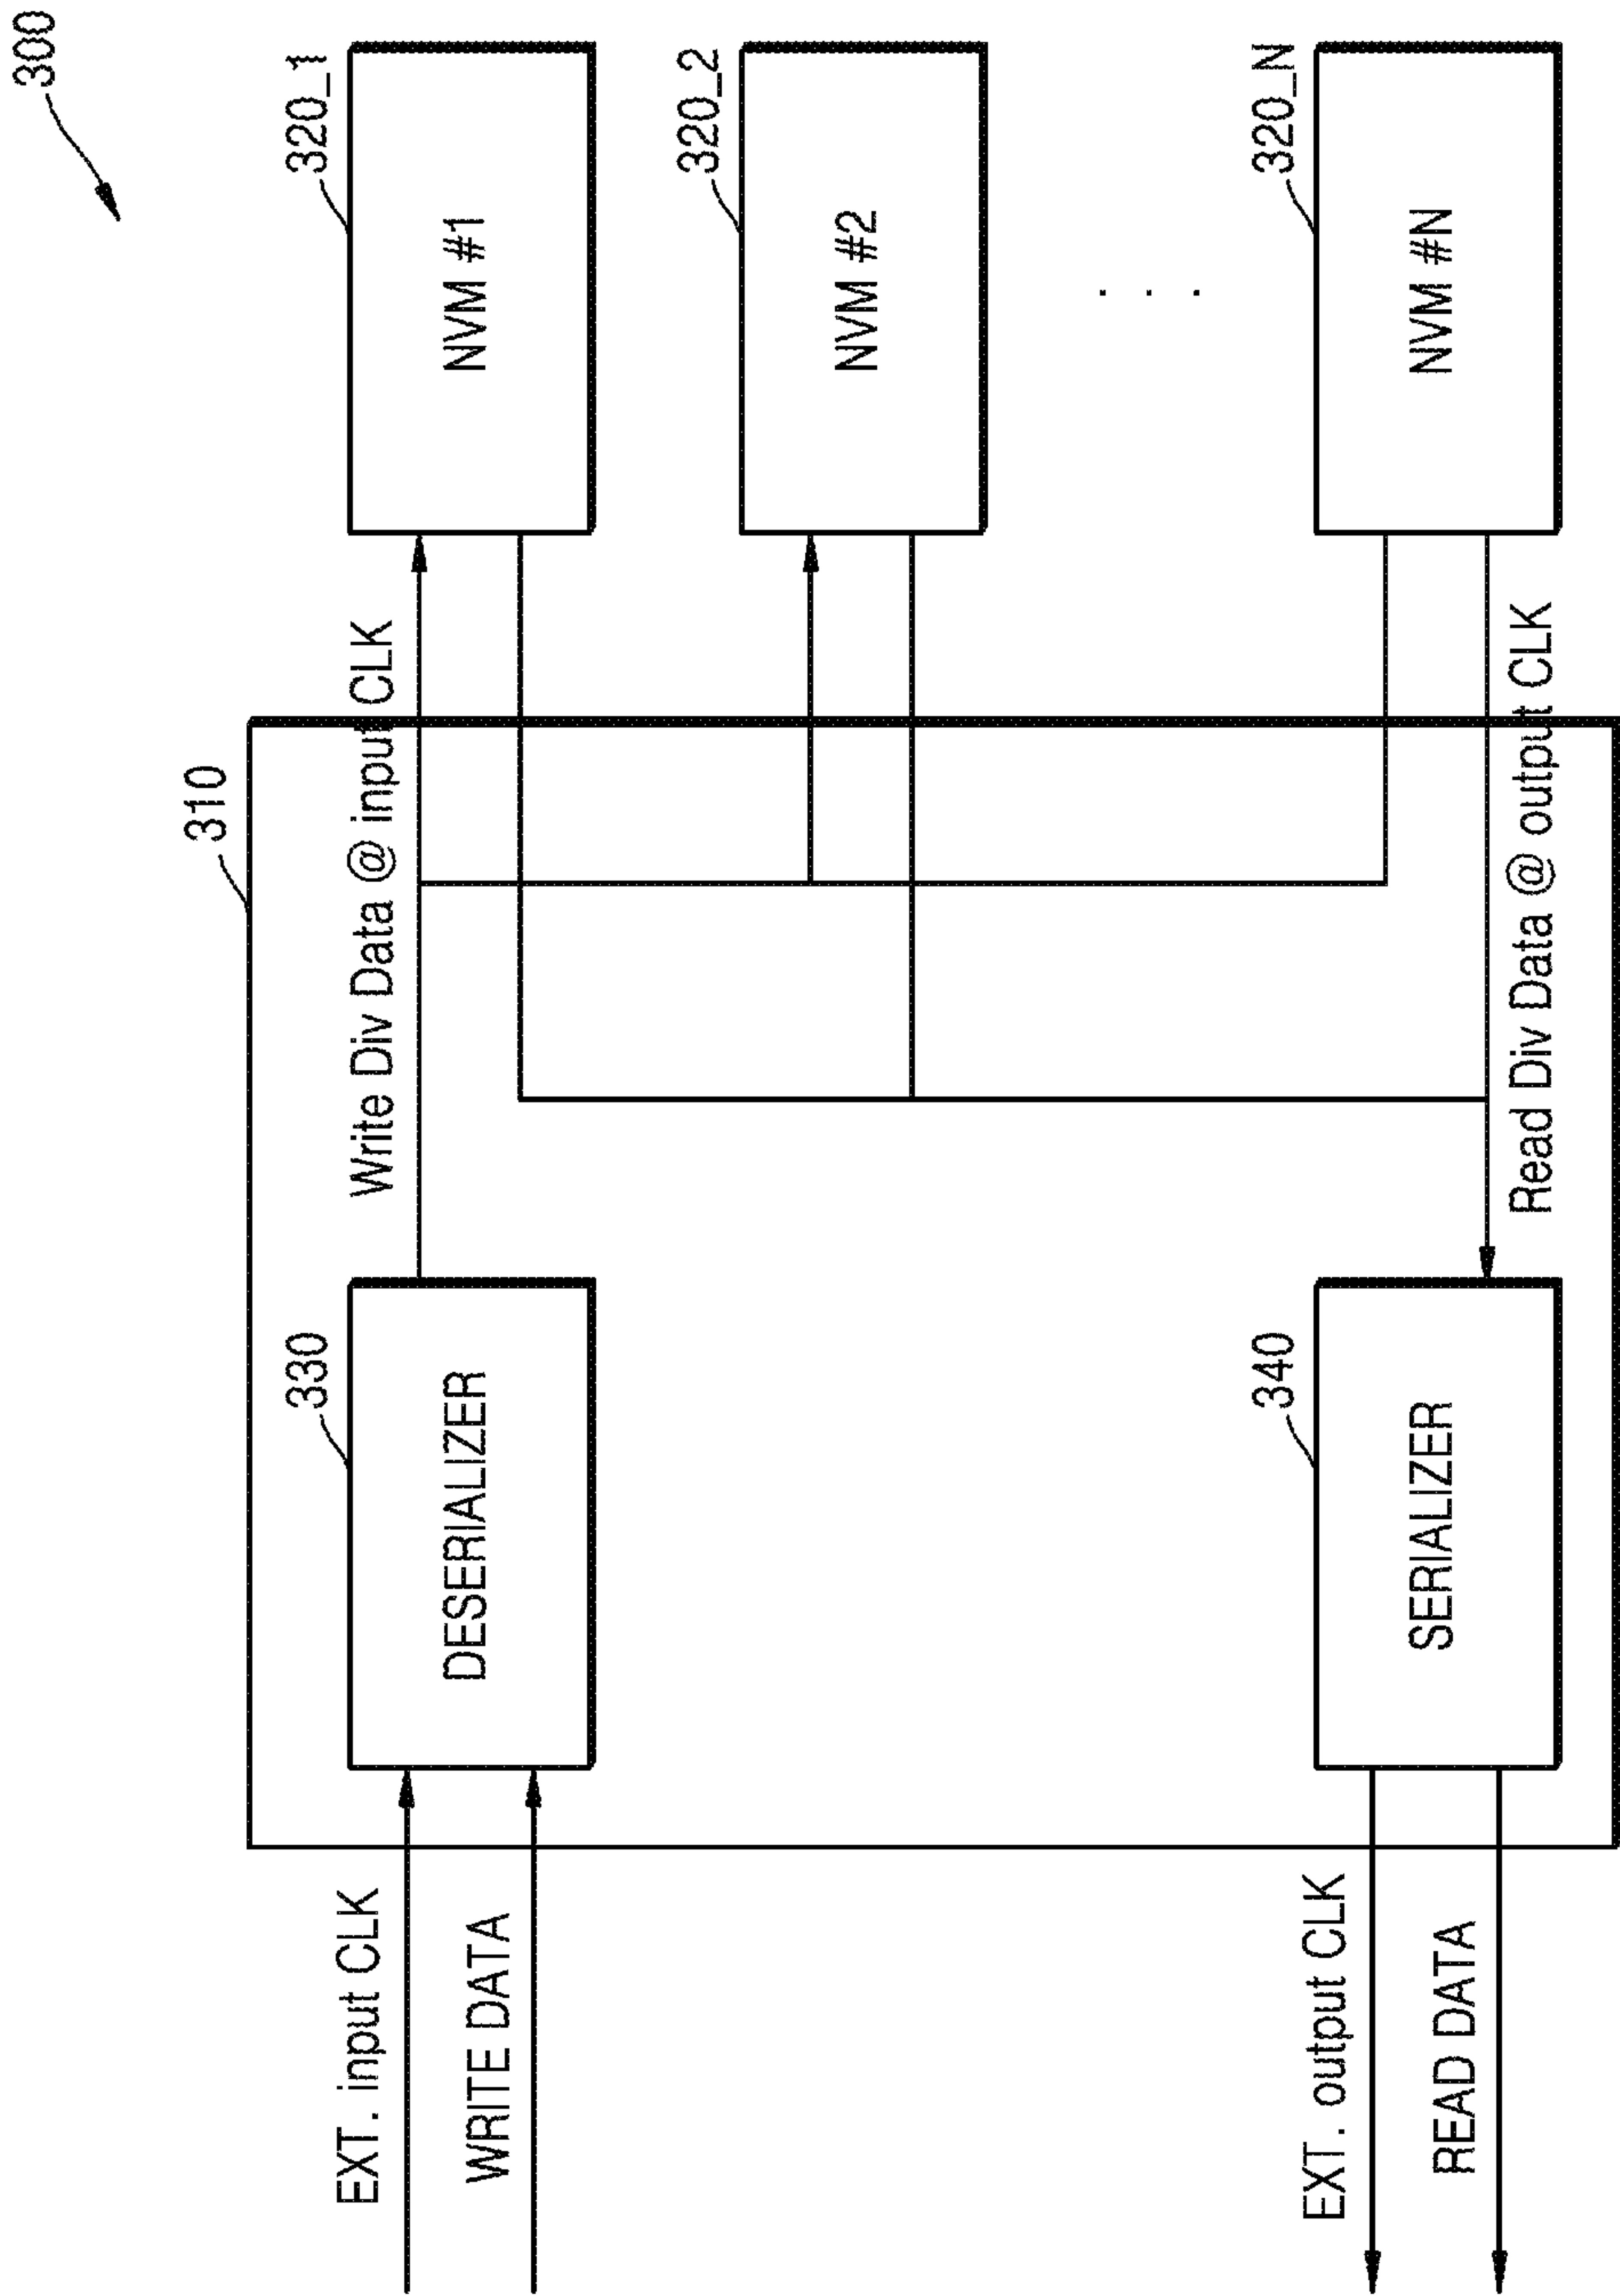 300
310
EXT. input CLK
WRITE DATA
330
DESERIALIZER
Write Div Data @ input CLK
320_1
NVM #1
320_2
NVM #2
. . .
320_N
NVM #N
EXT. output CLK
READ DATA
340
SERIALIZER
Read Div Data @ output CLK